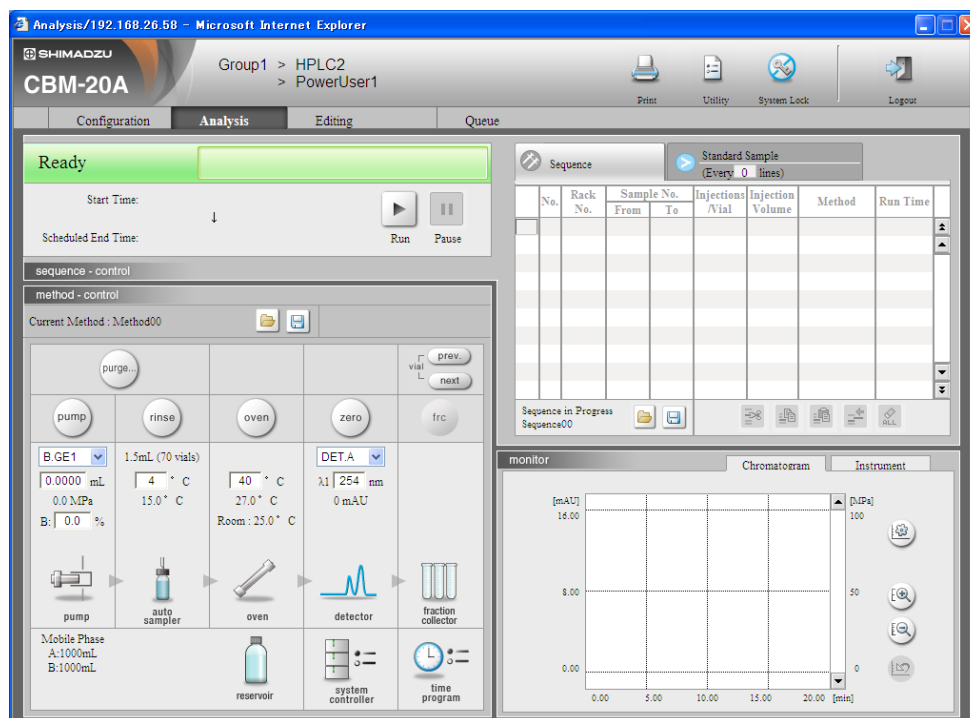 Analysis/192.168.26.58 - Microsoft Internet Explorer
SHIMADZU
CBM-20A
Group1 > HPLC2
> PowerUser1
Print
Utility
System Lock
Logout
Configuration
Analysis
Editing
Queue
Ready
Start Time:
↓
Scheduled End Time:
Run
Pause
sequence - control
method - control
Current Method : Method00
purge...
vial
prev.
next
pump
rinse
oven
zero
frc
B.GE1
1.5mL (70 vials)
DET.A
0.0000 mL
4 ° C
40 ° C
λ1 254 nm
0.0 MPa
15.0° C
27.0° C
0 mAU
B: 0.0 %
Room : 25.0° C
pump
auto
sampler
oven
detector
fraction
collector
Mobile Phase
A:1000mL
B:1000mL
reservoir
system
controller
time
program
Sequence
Standard Sample
(Every 0 lines)
No.
Rack
No.
Sample No.
From To
Injections
/Vial
Injection
Volume
Method
Run Time
Sequence in Progress
Sequence00
ALL
monitor
Chromatogram
Instrument
[mAU]
16.00
8.00
0.00
[MPa]
100
50
0
0.00 5.00 10.00 15.00 20.00 [min]